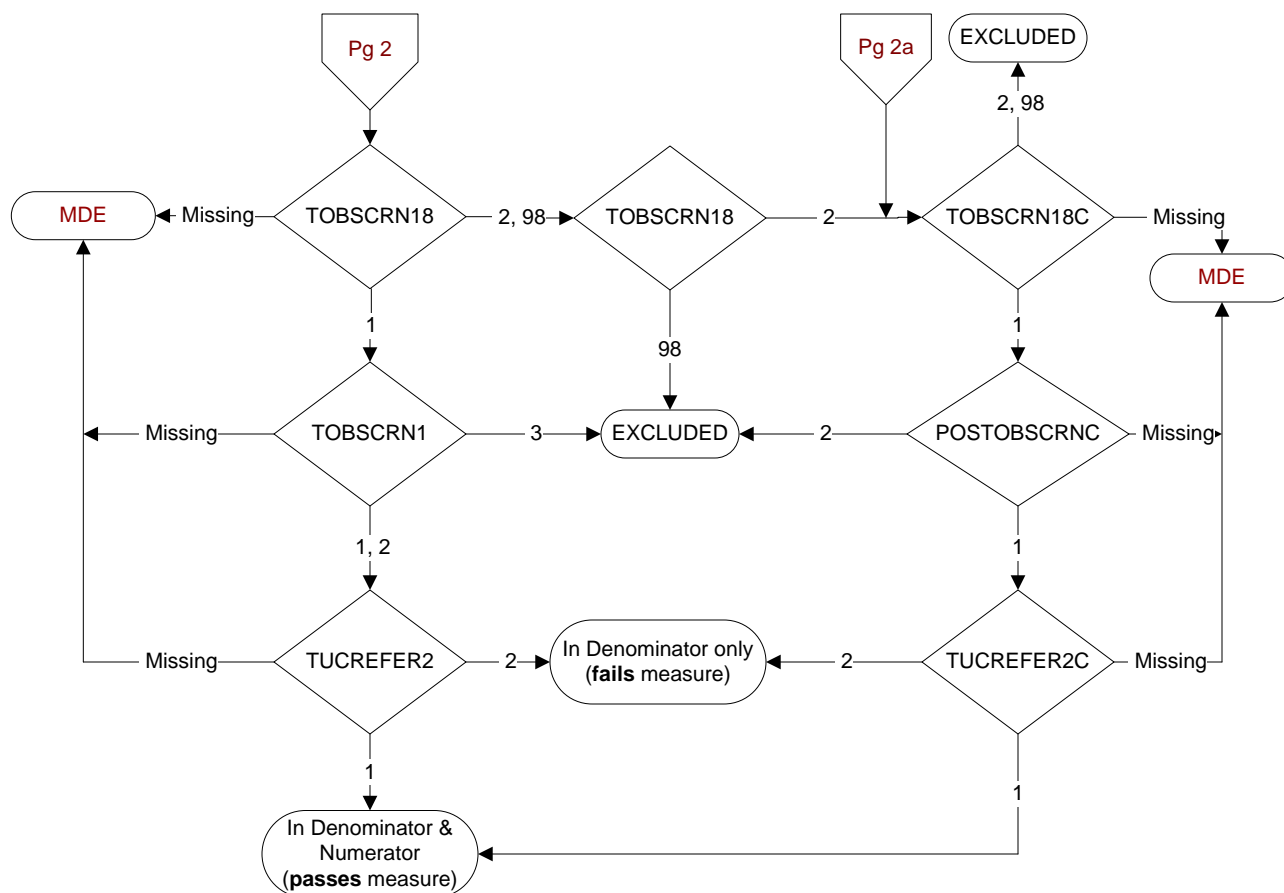 Pg 2
Pg 2a
EXCLUDED
2, 98
MDE
Missing
TOBSCRN18
2, 98
TOBSCRN18
2
TOBSCRN18C
Missing
MDE
1
98
1
Missing
TOBSCRN1
3
EXCLUDED
2
POSTOBSCRNC
Missing
1, 2
1
Missing
TUCREFER2
2
In Denominator only
(fails measure)
2
TUCREFER2C
Missing
1
1
In Denominator &
Numerator
(passes measure)